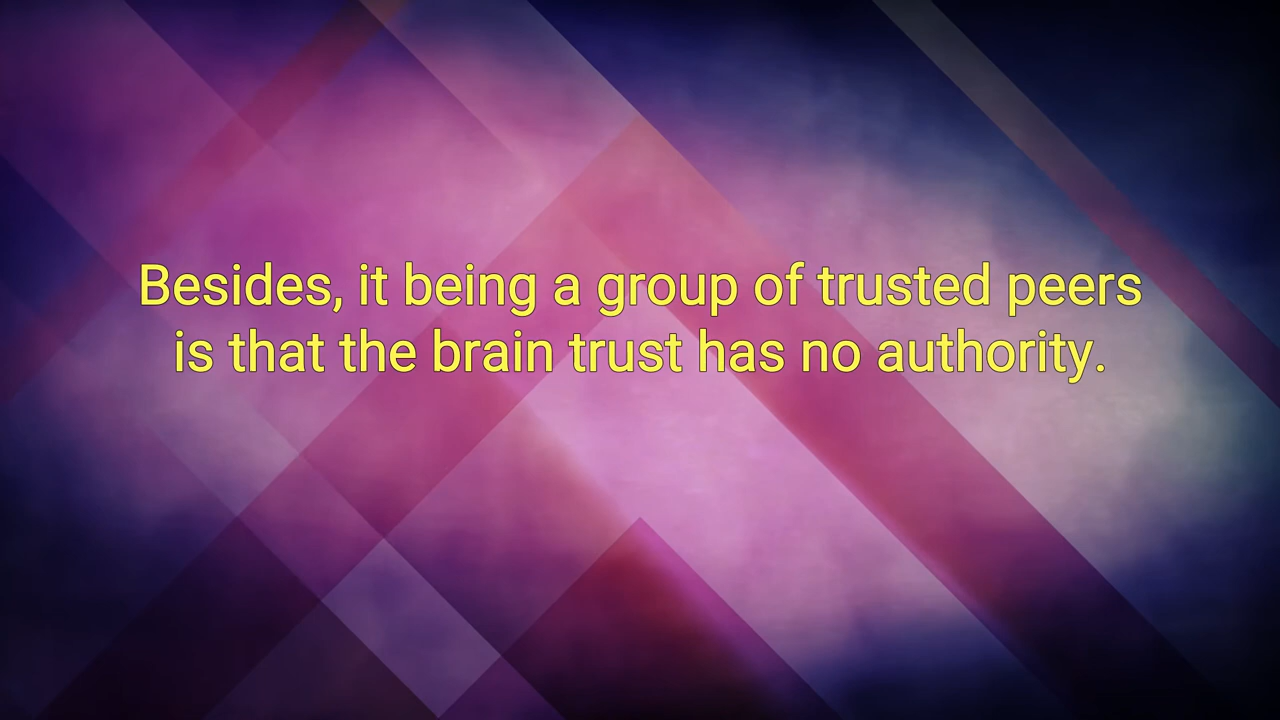 Besides, it being a group of trusted peers
is that the brain trust has no authority.